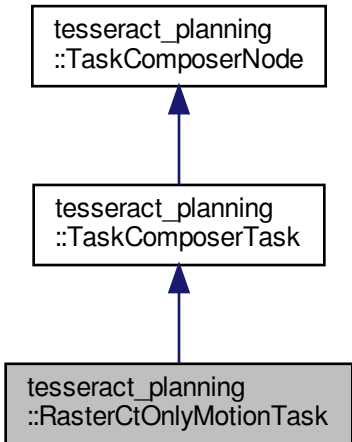 tesseract_planning
::TaskComposerNode
tesseract_planning
::TaskComposerTask
tesseract_planning
::RasterCtOnlyMotionTask